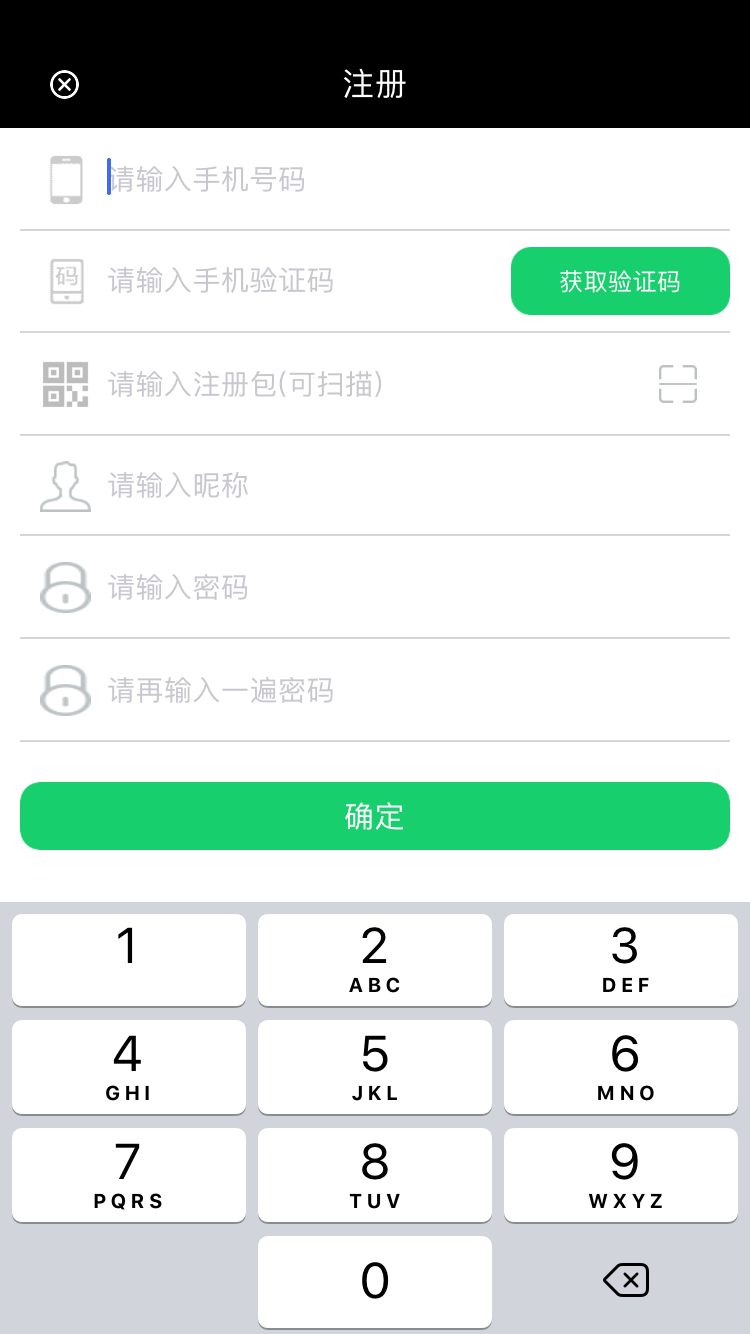 注册
请输入手机号码
码 请输入手机验证码 获取验证码
请输入注册包(可扫描)
请输入昵称
请输入密码
请再输入一遍密码
确定
1 2 3
ABC DEF
4 5 6
GHI JKL MNO
7 8 9
PQRS TUV WXYZ
0